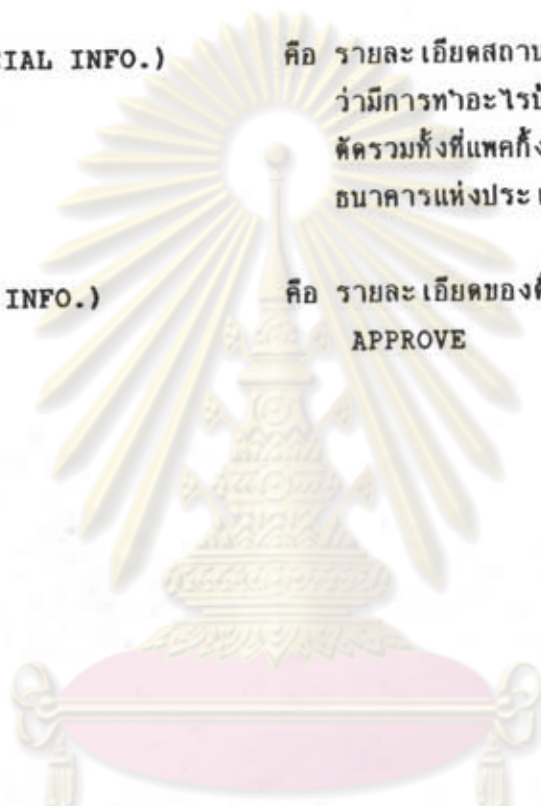 CIAL INFO.) คือ รายละเอียดสถาน
ว่ามีการทำอะไร
ตัดรวมทั้งที่แพคกิ้ง
ธนาคารแห่งประเ
INFO.) คือ รายละเอียดของ
APPROVE